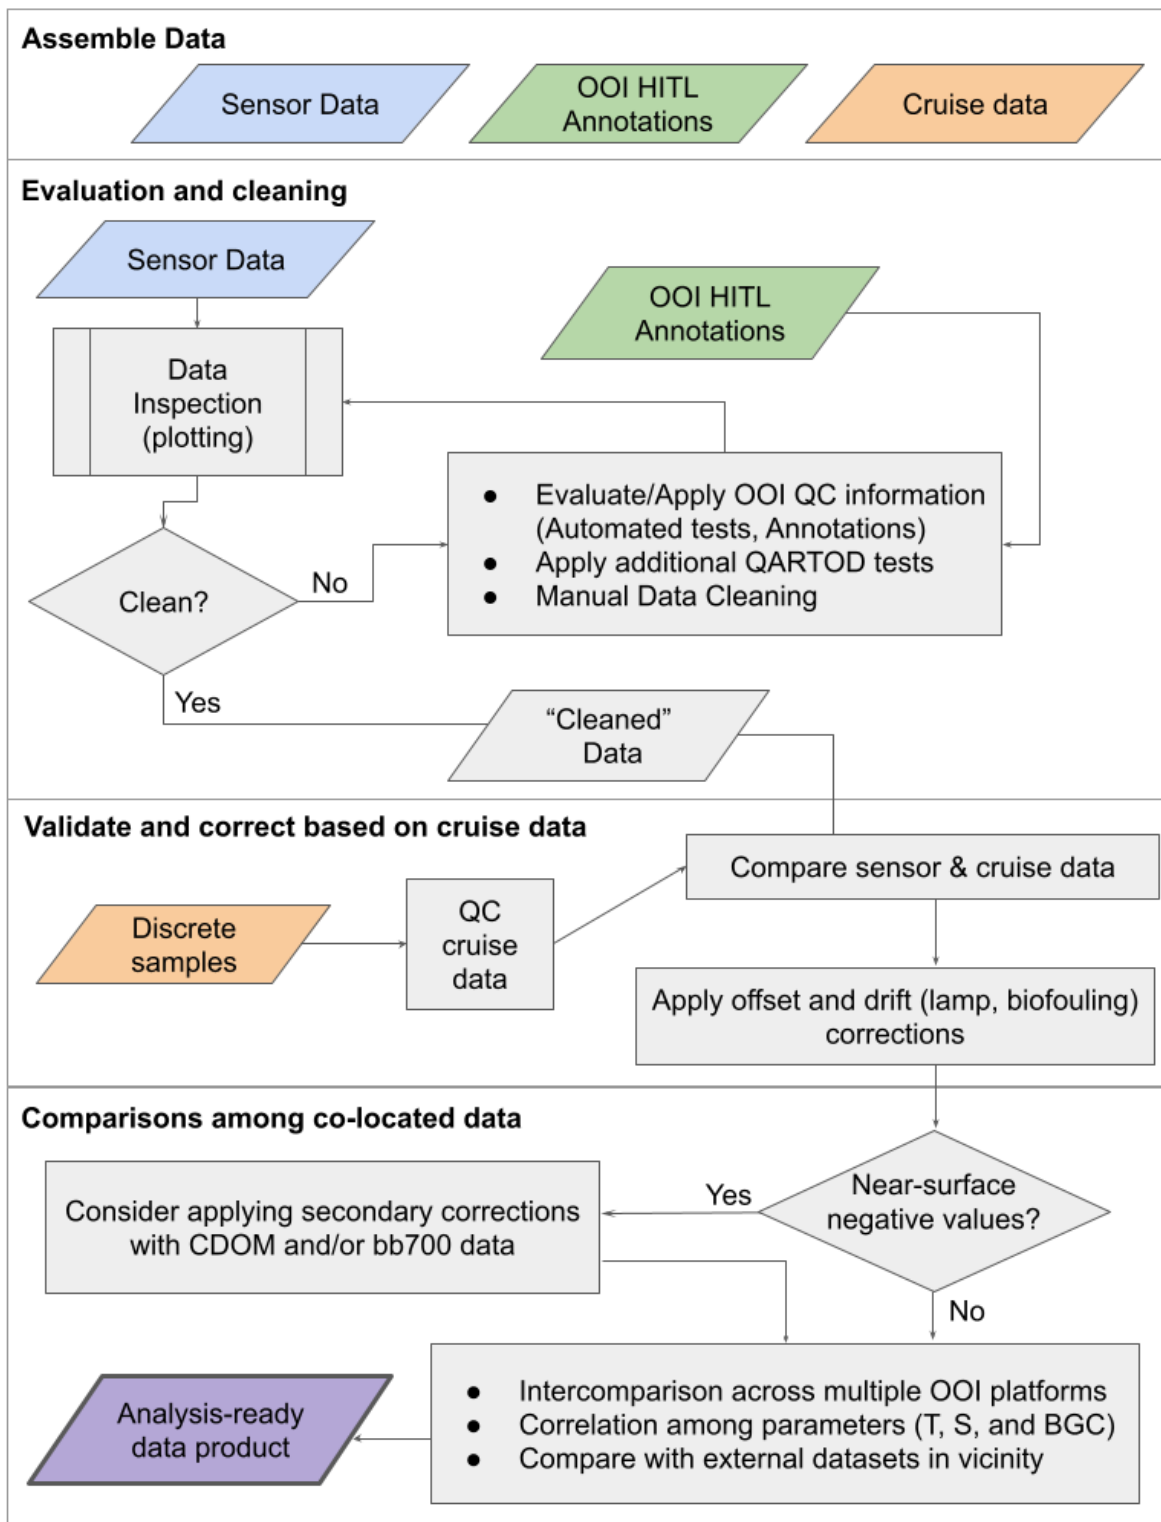 Assemble Data
Sensor Data
OOI HITL
Annotations
Cruise data
Evaluation and cleaning
Sensor Data
OOI HITL
Annotations
Data
Inspection
(plotting)
● Evaluate/Apply OOI QC information
(Automated tests, Annotations)
● Apply additional QARTOD tests
● Manual Data Cleaning
Clean?
No
Yes
“Cleaned”
Data
Validate and correct based on cruise data
Compare sensor & cruise data
Discrete
samples
QC
cruise
data
Apply offset and drift (lamp, biofouling)
corrections
Comparisons among co-located data
Near-surface
negative values?
Yes
Consider applying secondary corrections
with CDOM and/or bb700 data
No
● Intercomparison across multiple OOI platforms
● Correlation among parameters (T, S, and BGC)
● Compare with external datasets in vicinity
Analysis-ready
data product